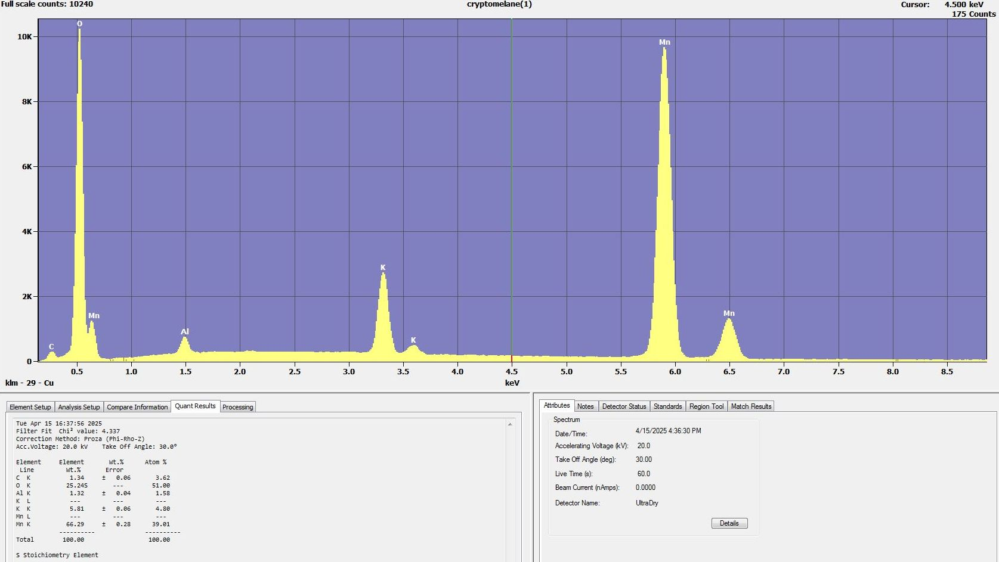 Full scale counts: 10240 cryptomelane(1) Cursor: 4.500 keV
175 Counts
O
10K
Mn
8K
6K
4K
K
2K
Mn
Mn
Al
K
C
0
0.5 1.0 1.5 2.0 2.5 3.0 3.5 4.0 4.5 5.0 5.5 6.0 6.5 7.0 7.5 8.0 8.5
klm - 29 - Cu keV
Element Setup Analysis Setup Compare Information Quant Results Processing
Tue Apr 15 16:37:56 2025
Filter Fit Chi² value: 4.337
Correction Method: Proza (Phi-Rho-Z)
Acc.Voltage: 20.0 kV Take Off Angle: 30.0°
Element Element Wt.% Atom %
Line Wt.% Error
C K 1.34 ± 0.06 3.62
O K 25.24S --- 51.00
Al K 1.32 ± 0.04 1.58
K L --- --- ---
K K 5.81 ± 0.06 4.80
Mn L --- --- ---
Mn K 66.29 ± 0.28 39.01
---------- ----------
Total 100.00 100.00
S Stoichiometry Element
Attributes Notes Detector Status Standards Region Tool Match Results
Spectrum
Date/Time: 4/15/2025 4:36:30 PM
Accelerating Voltage (kV): 20.0
Take Off Angle (deg): 30.00
Live Time (s): 60.0
Beam Current (nAmps): 0.0000
Detector Name: UltraDry
Details